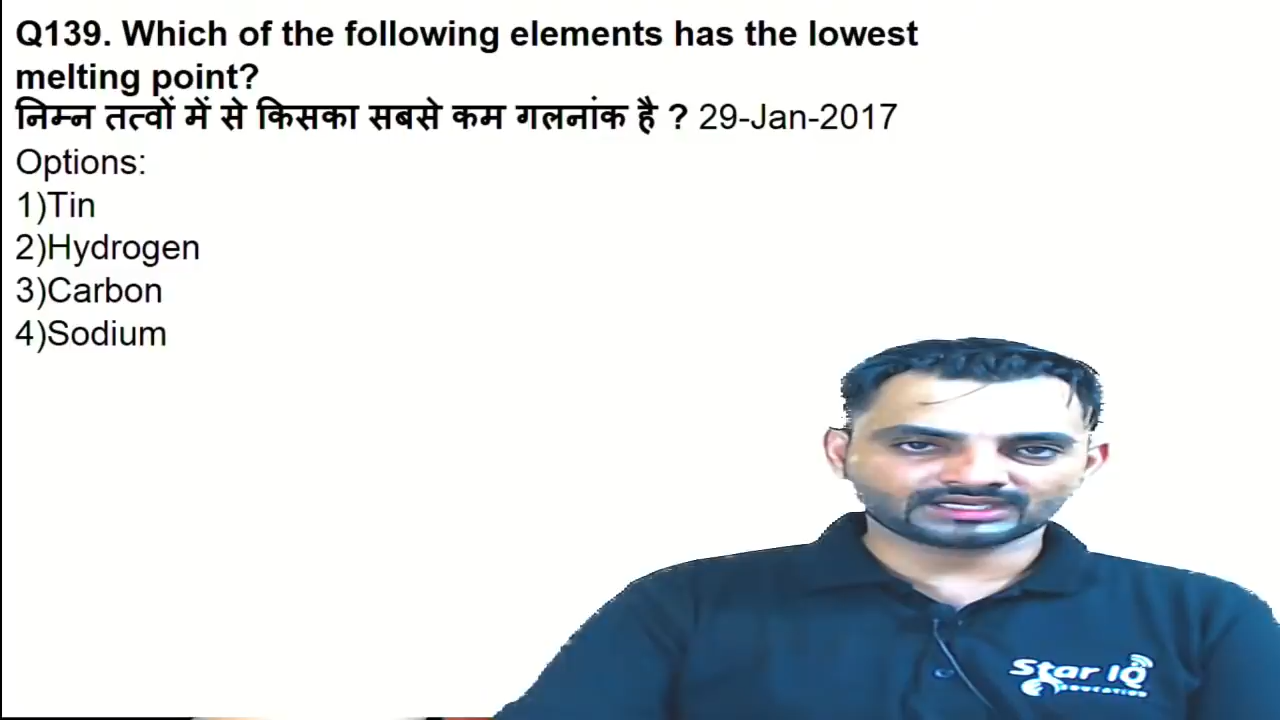 Q139. Which of the following elements has the lowest
melting point?
निम्न तत्वों में से किसका सबसे कम गलनांक है ? 29-Jan-2017
Options:
1)Tin
2)Hydrogen
3)Carbon
4)Sodium
Star IQ
EDUCATION